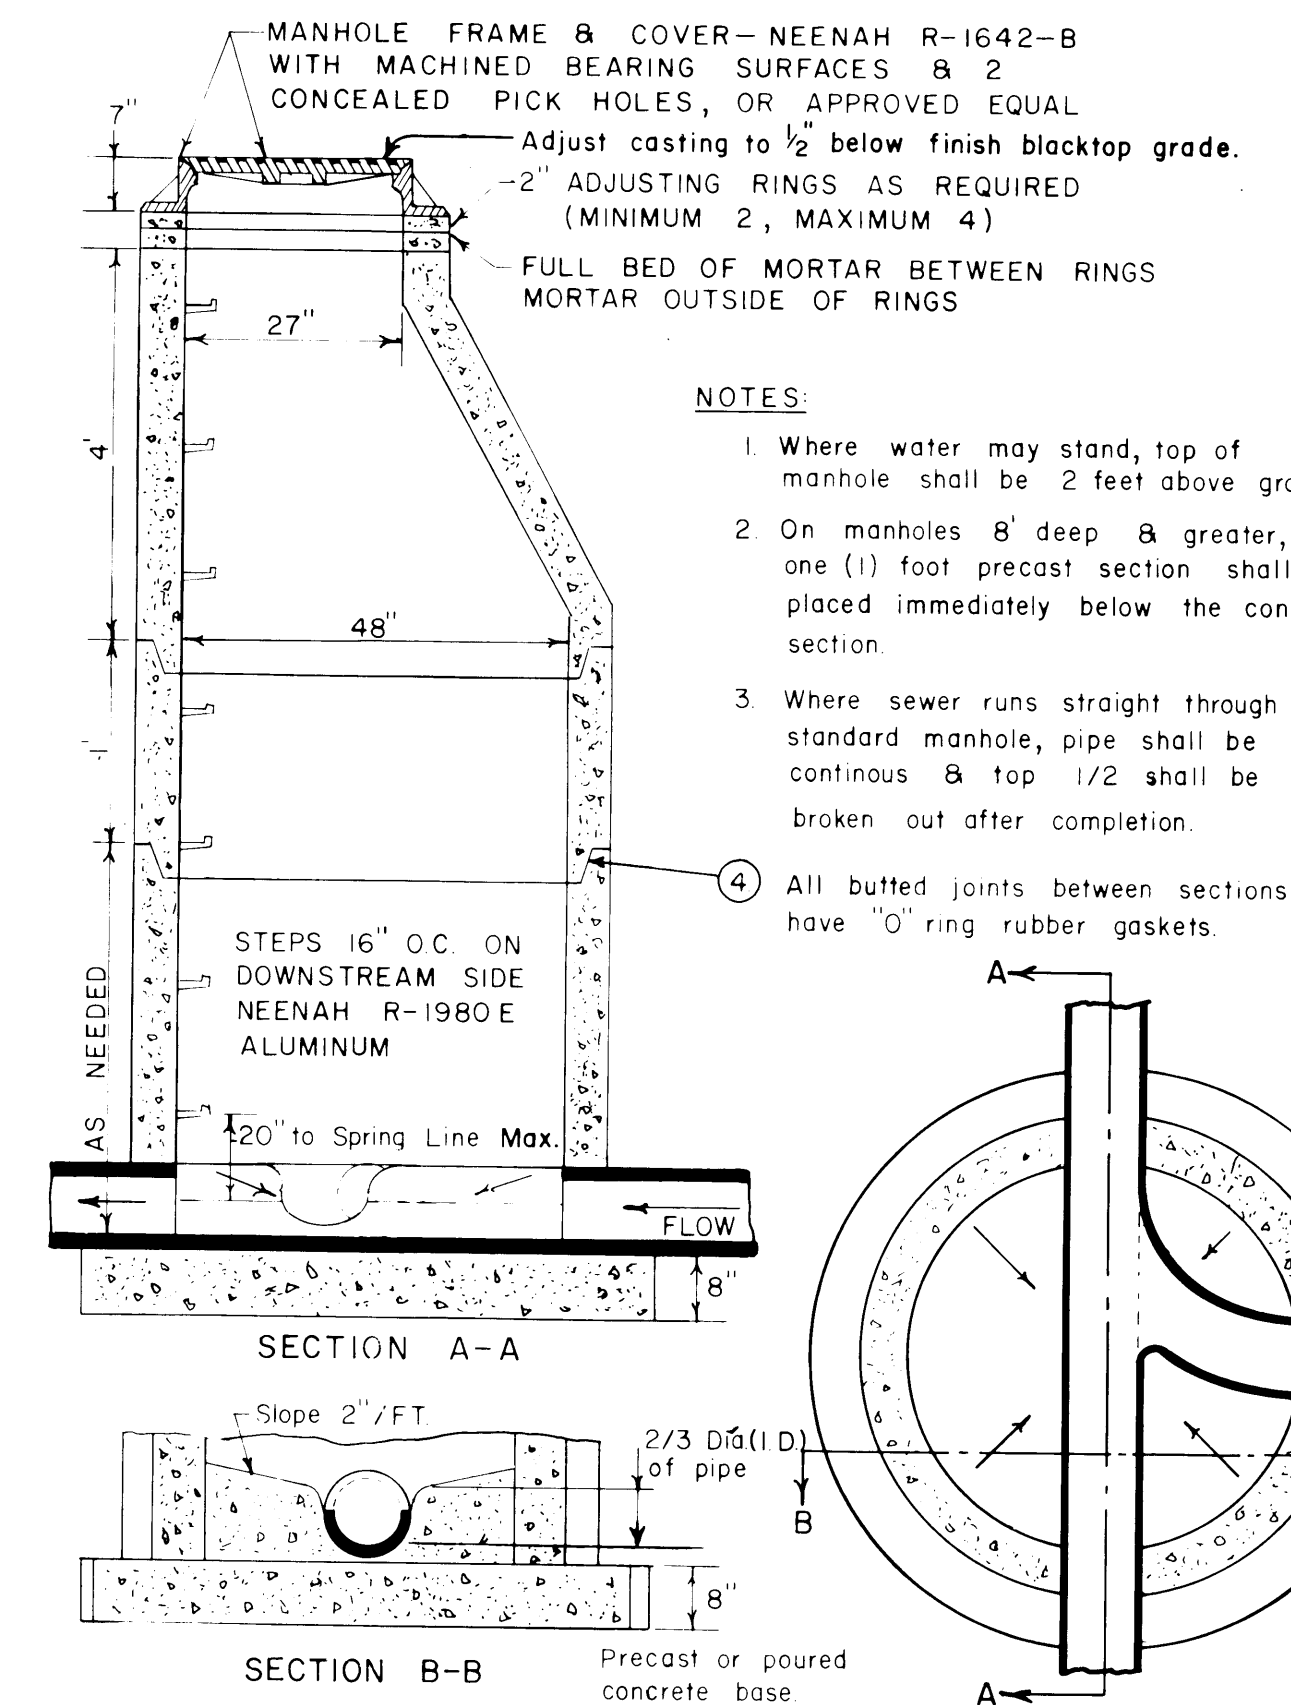 MANHOLE FRAME & COVER—NEENAH R-1642-B
WITH MACHINED BEARING SURFACES & 2
CONCEALED PICK HOLES, OR APPROVED EQUAL
7"
Adjust casting to 1/2" below finish blacktop grade.
2" ADJUSTING RINGS AS REQUIRED
(MINIMUM 2, MAXIMUM 4)
FULL BED OF MORTAR BETWEEN RINGS
MORTAR OUTSIDE OF RINGS
27"
4'
48"
1'
AS NEEDED
NOTES:
1. Where water may stand, top of
manhole shall be 2 feet above
2. On manholes 8' deep & greater,
one (1) foot precast section shall
placed immediately below the
section.
3. Where sewer runs straight through
standard manhole, pipe shall be
continous & top 1/2 shall be
broken out after completion.
4 All butted joints between sections
have "O" ring rubber gaskets.
STEPS 16" O.C. ON
DOWNSTREAM SIDE
NEENAH R-1980 E
ALUMINUM
20" to Spring Line Max.
FLOW
8"
SECTION A-A
A
Slope 2"/FT.
2/3 Dia.(I.D.)
of pipe
B
8"
SECTION B-B
Precast or poured
concrete base.
A